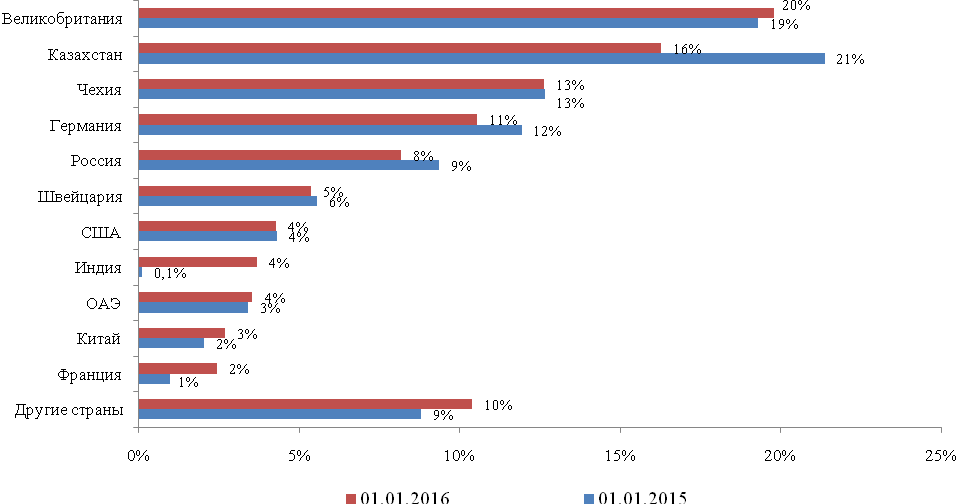 Великобритания
20%
19%
Казахстан
16%
21%
Чехия
13%
13%
Германия
11%
12%
Россия
8%
9%
Швейцария
5%
6%
США
4%
4%
Индия
4%
0,1%
ОАЭ
4%
3%
Китай
3%
2%
Франция
2%
1%
Другие страны
10%
9%
0% 5% 10% 15% 20% 25%
01.01.2016 01.01.2015